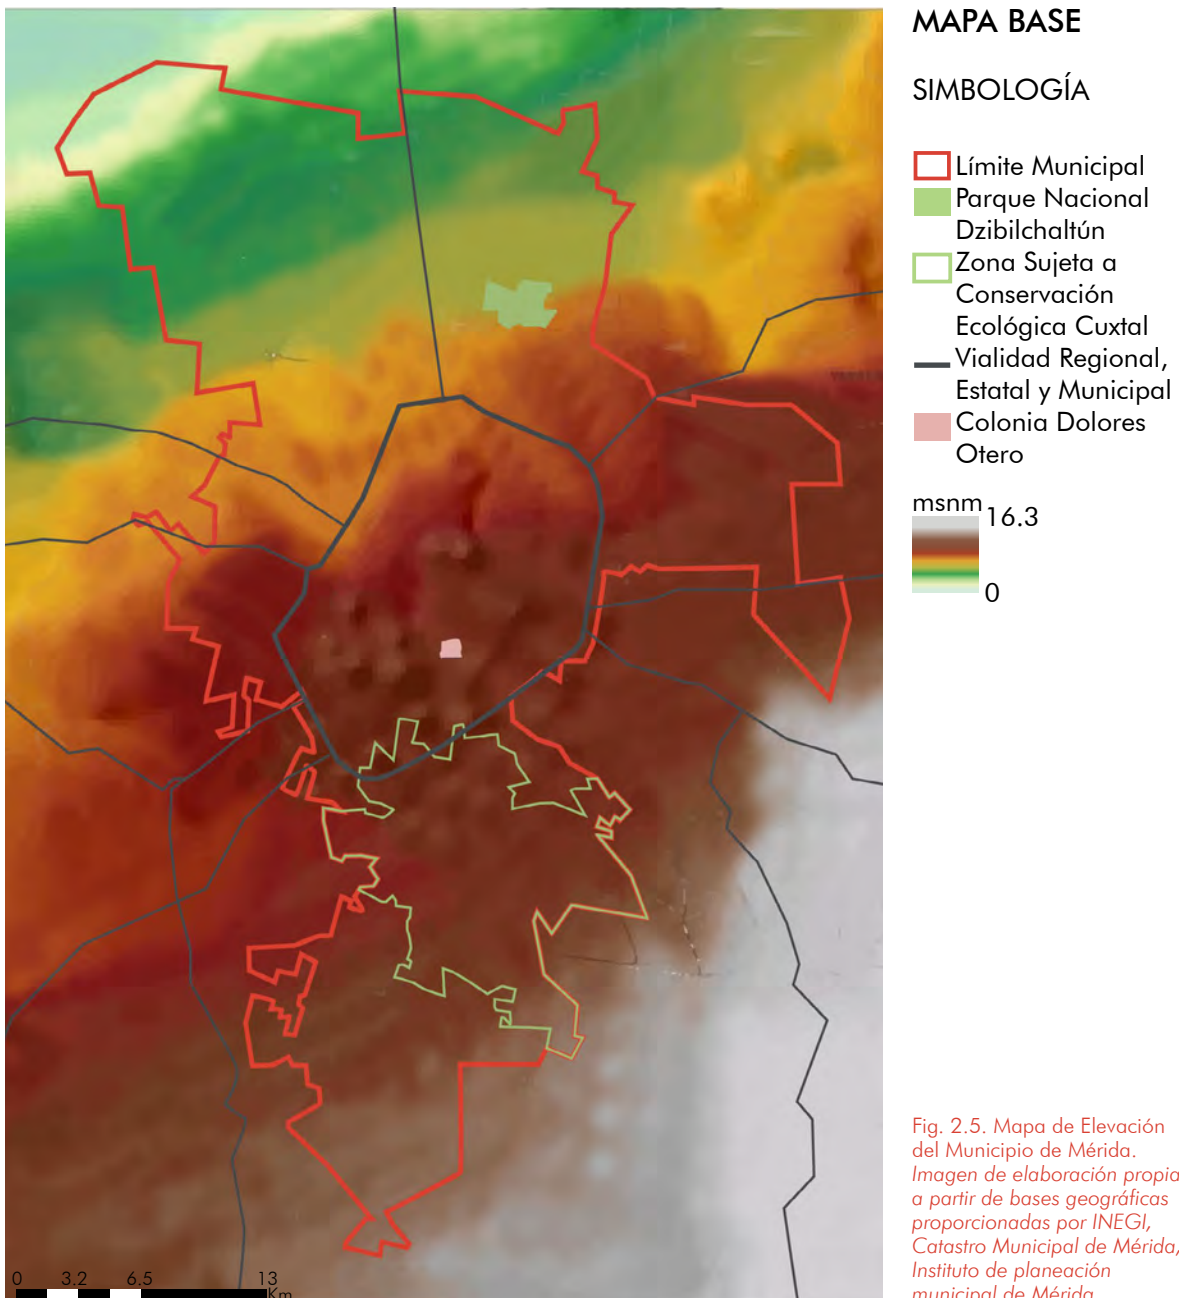 MAPA BASE
SIMBOLOGÍA
Límite Municipal
Parque Nacional
Dzibilchaltún
Zona Sujeta a
Conservación
Ecológica Cuxtal
Vialidad Regional,
Estatal y Municipal
Colonia Dolores
Otero
msnm
16.3
0
Fig. 2.5. Mapa de Elevación
del Municipio de Mérida.
Imagen de elaboración propia
a partir de bases geográficas
proporcionadas por INEGI,
Catastro Municipal de Mérida,
Instituto de planeación
municipal de Mérida
0 3.2 6.5 13
Km